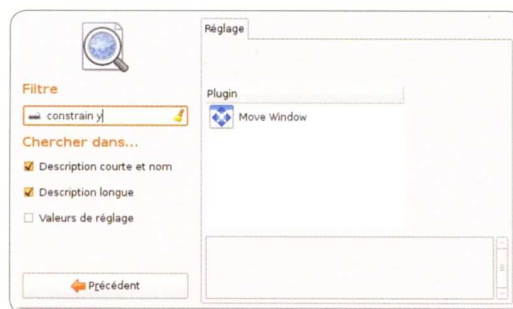 Réglage
Filtre
constrain y
Plugin
Move Window
Chercher dans...
Description courte et nom
Description longue
Valeurs de réglage
Précédent